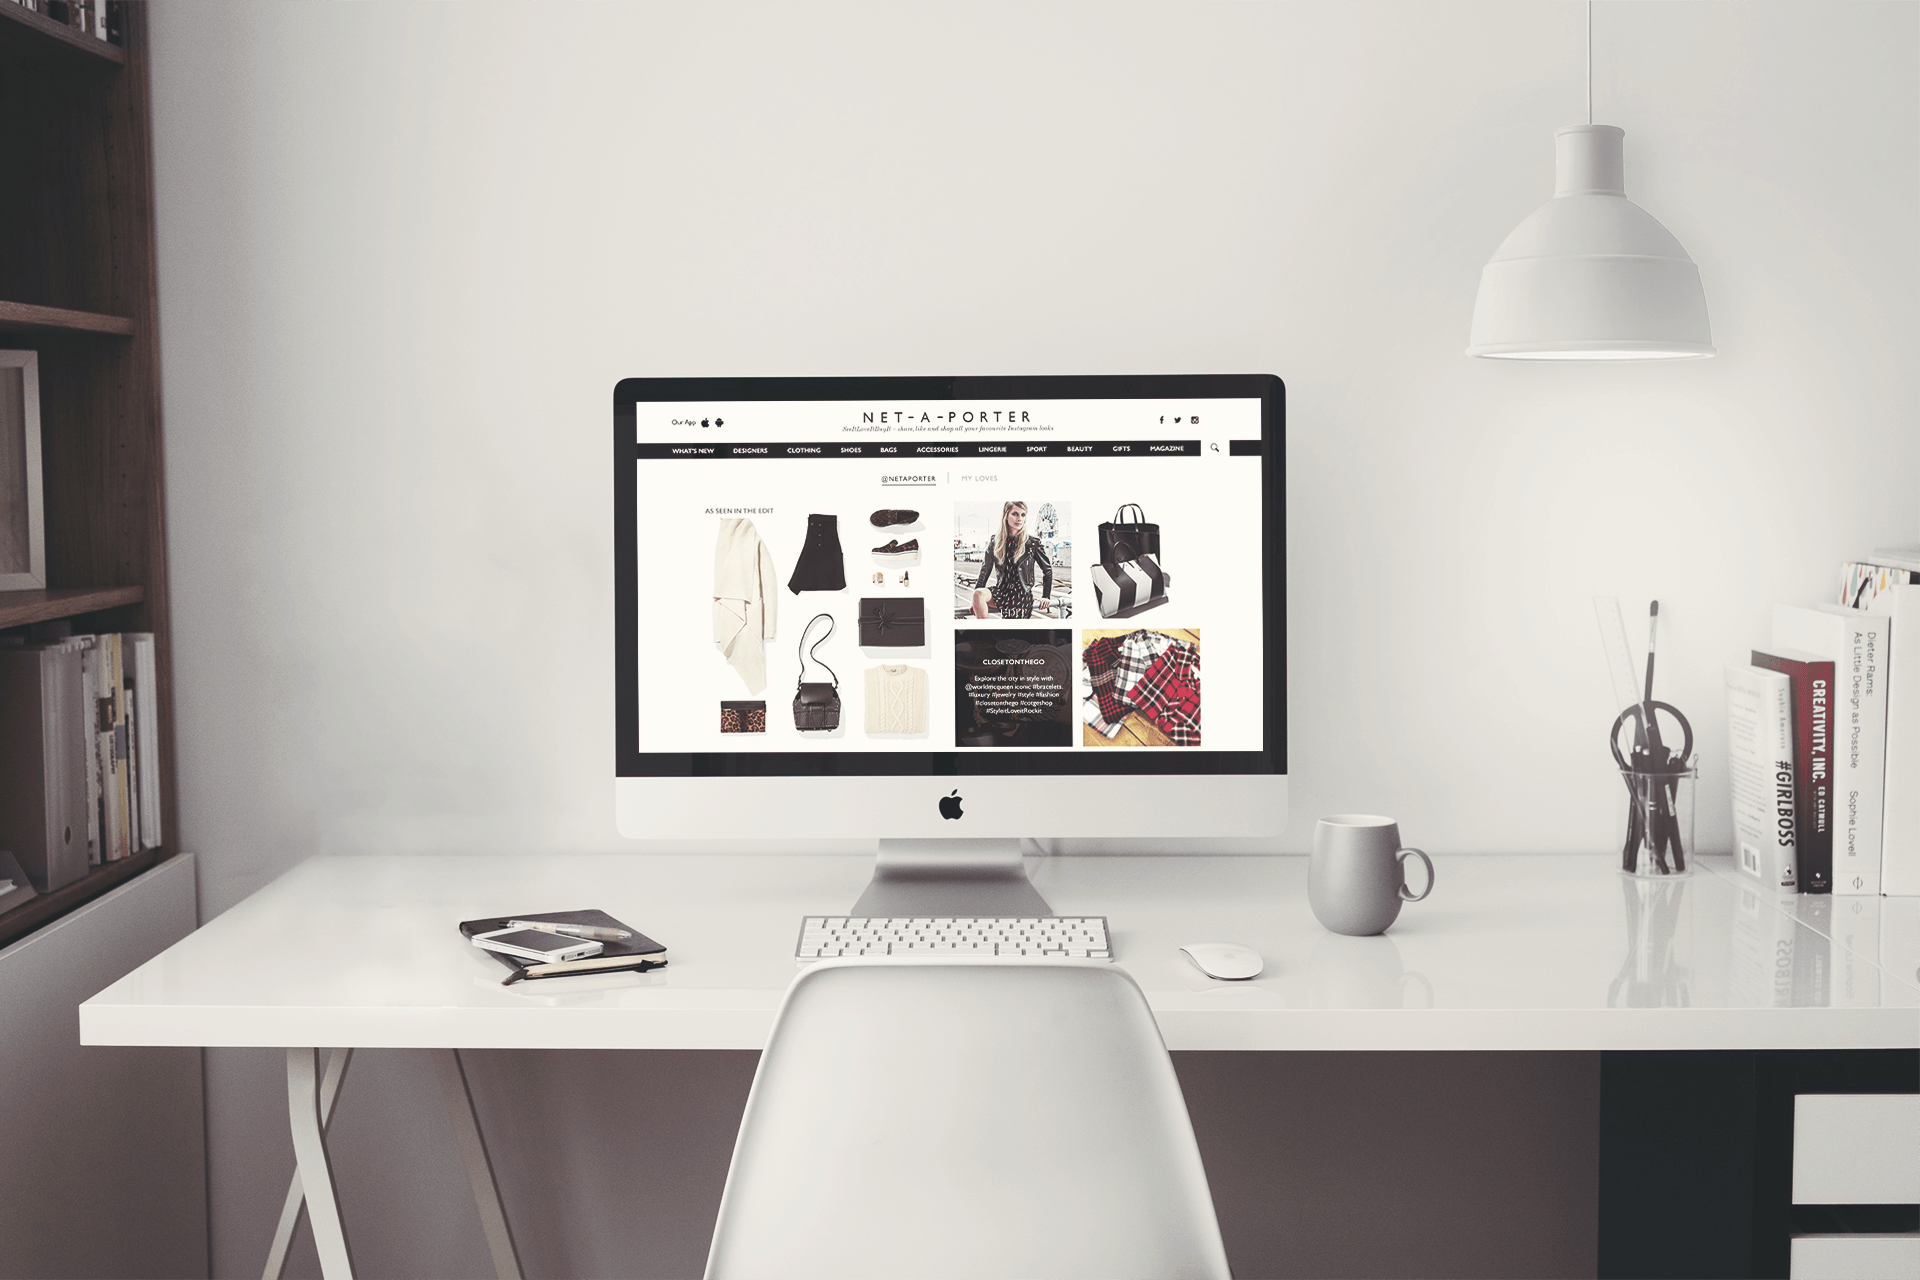 Our App
NET-A-PORTER
SeeItLoveItBuyIt - share, like and shop all your favourite Instagram looks
WHAT'S NEW DESIGNERS CLOTHING SHOES BAGS ACCESSORIES LINGERIE SPORT BEAUTY GIFTS MAGAZINE
@NETAPORTER MY LOVES
AS SEEN IN THE EDIT
EDIT
CLOSETONTHEGO
Explore the city in style with
@worldmcqueen iconic #bracelets.
#luxury #jewelry #style #fashion
#closetonthego #cotgeshop
#StyleitLoveitRockit
Sophia Amoruso
#GIRLBOSS
CREATIVITY, INC.
ED CATMULL
Dieter Rams:
As Little Design as Possible
Sophie Lovell